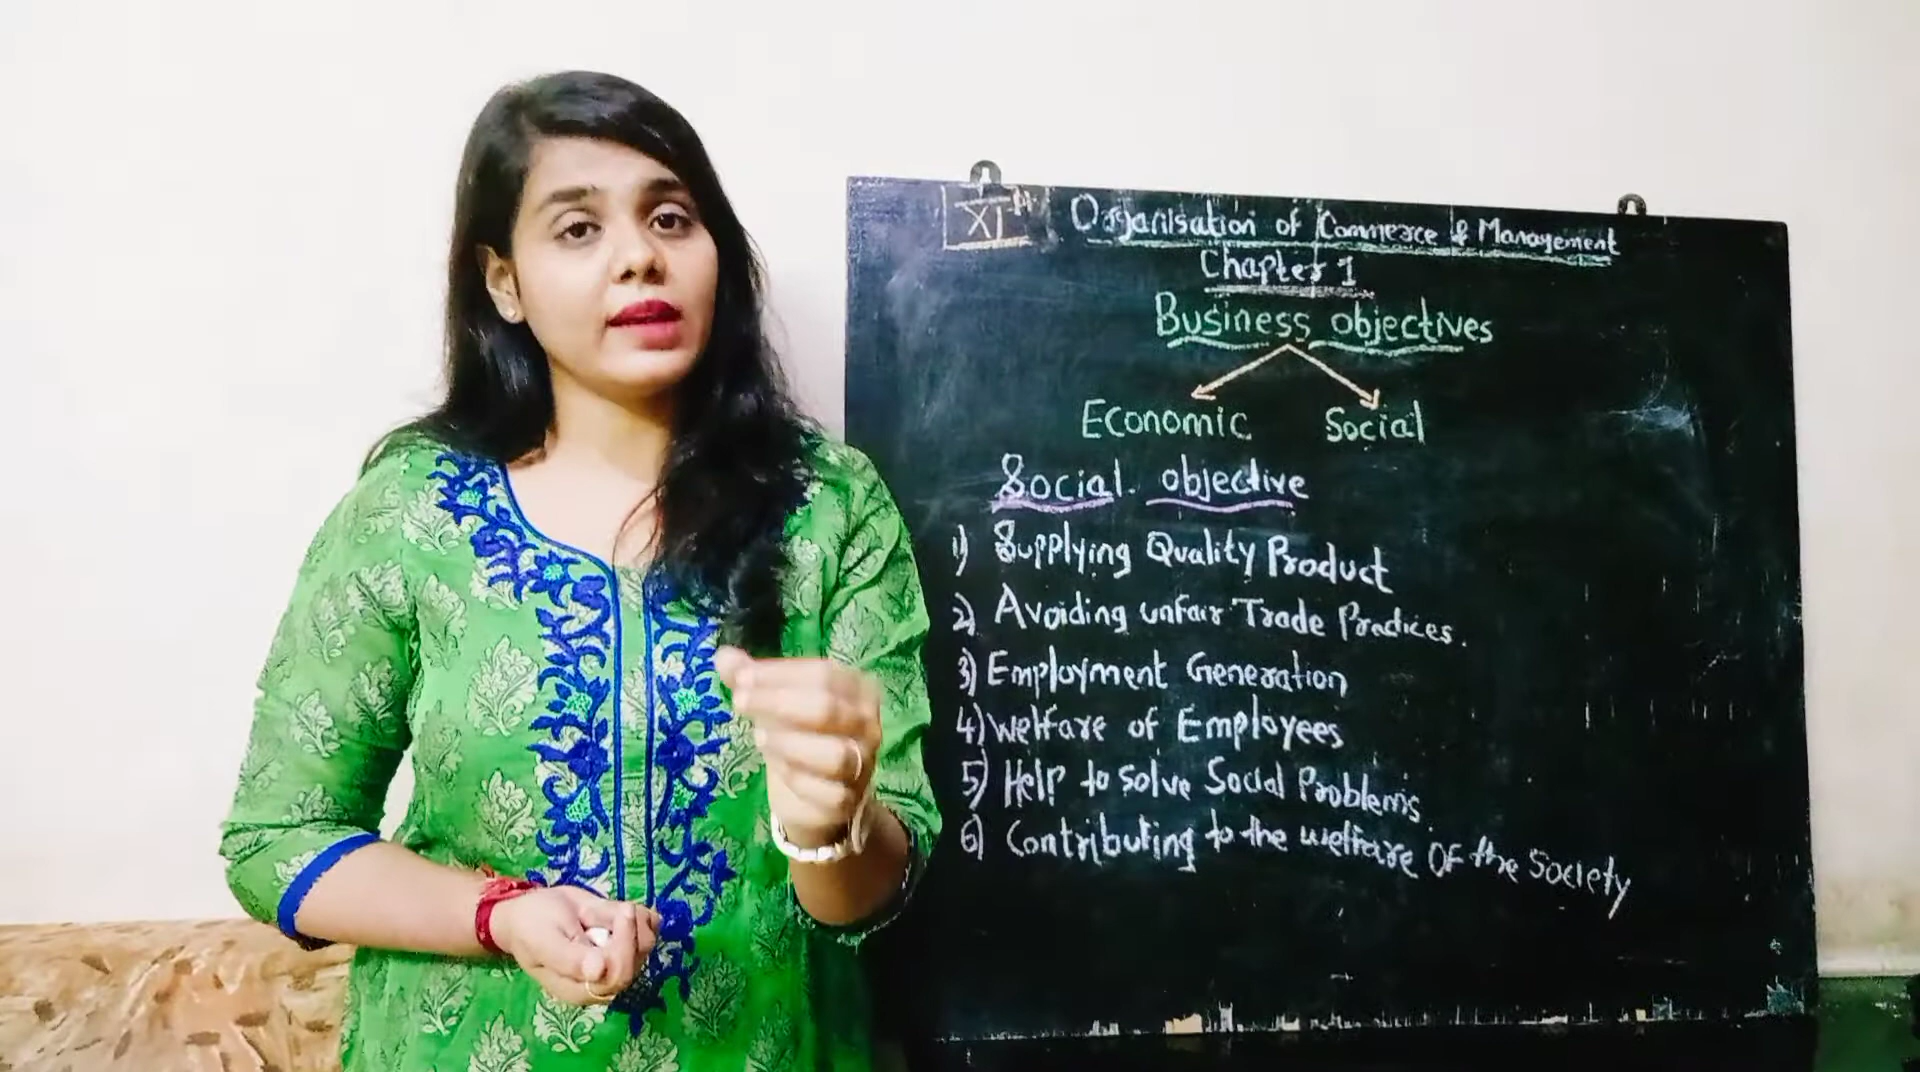 XIth Organisation of Commerce & Management
Chapter 1
Business objectives
Economic Social
Social objective
1) Supplying Quality Product
2) Avoiding unfair Trade Practices.
3) Employment Generation
4) Welfare of Employees
5) Help to solve Social Problems.
6) Contributing to the welfare Of the Society